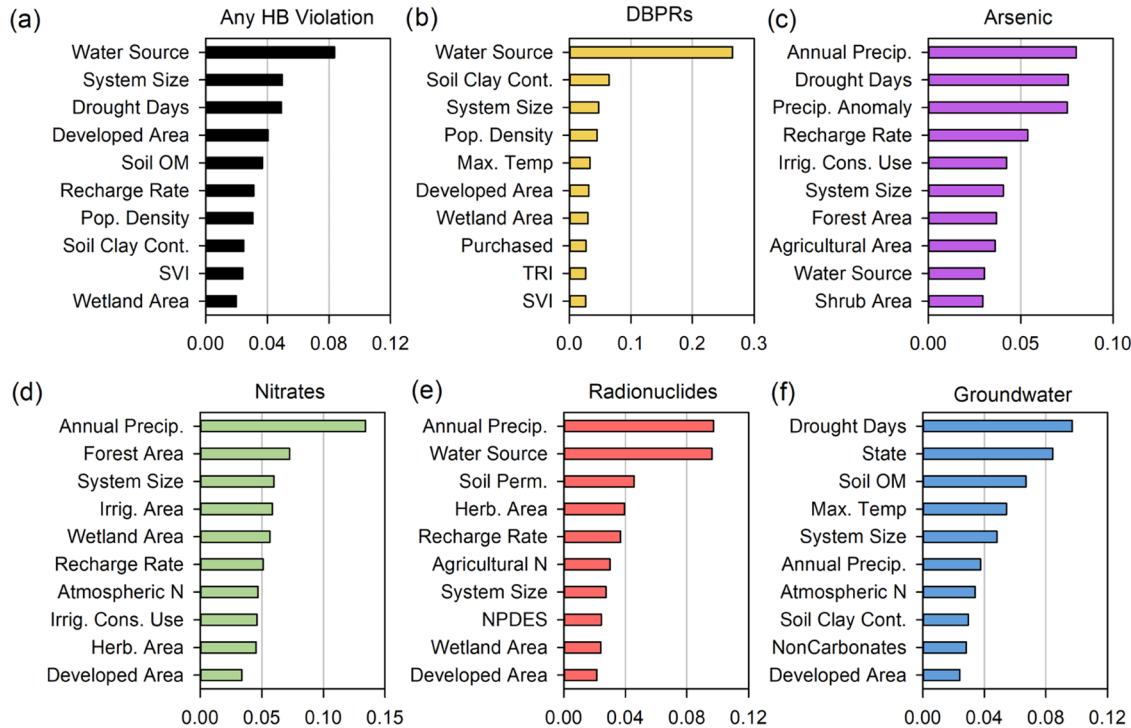 (a) Any HB Violation
Water Source
System Size
Drought Days
Developed Area
Soil OM
Recharge Rate
Pop. Density
Soil Clay Cont.
SVI
Wetland Area
0.00 0.04 0.08 0.12
(b) DBPRs
Water Source
Soil Clay Cont.
System Size
Pop. Density
Max. Temp
Developed Area
Wetland Area
Purchased
TRI
SVI
0.0 0.1 0.2 0.3
(c) Arsenic
Annual Precip.
Drought Days
Precip. Anomaly
Recharge Rate
Irrig. Cons. Use
System Size
Forest Area
Agricultural Area
Water Source
Shrub Area
0.00 0.05 0.10
(d) Nitrates
Annual Precip.
Forest Area
System Size
Irrig. Area
Wetland Area
Recharge Rate
Atmospheric N
Irrig. Cons. Use
Herb. Area
Developed Area
0.00 0.05 0.10 0.15
(e) Radionuclides
Annual Precip.
Water Source
Soil Perm.
Herb. Area
Recharge Rate
Agricultural N
System Size
NPDES
Wetland Area
Developed Area
0.00 0.04 0.08 0.12
(f) Groundwater
Drought Days
State
Soil OM
Max. Temp
System Size
Annual Precip.
Atmospheric N
Soil Clay Cont.
NonCarbonates
Developed Area
0.00 0.04 0.08 0.12